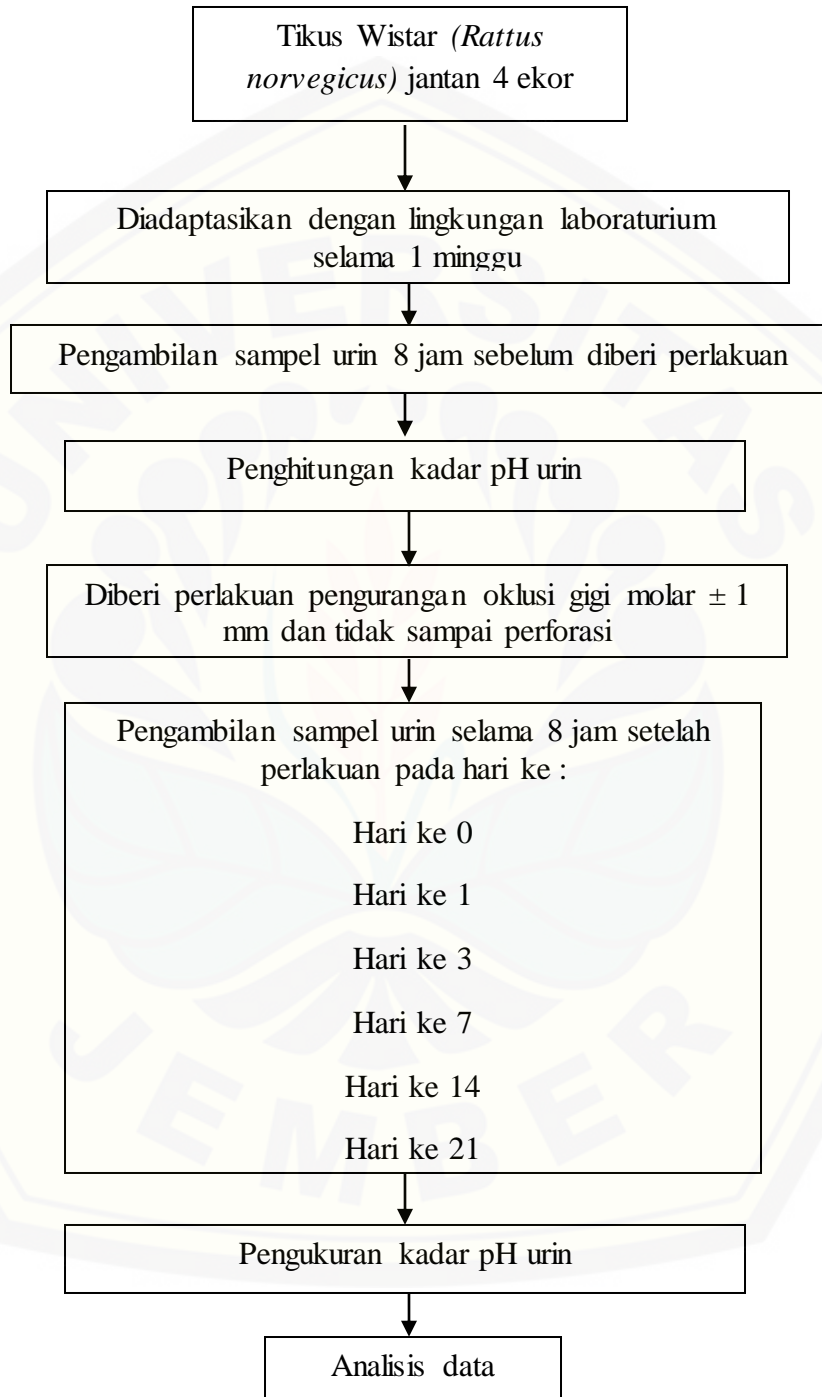 Tikus Wistar (Rattus
norvegicus) jantan 4 ekor
Diadaptasikan dengan lingkungan laboraturium
selama 1 minggu
Pengambilan sampel urin 8 jam sebelum diberi perlakuan
Penghitungan kadar pH urin
Diberi perlakuan pengurangan oklusi gigi molar ± 1
mm dan tidak sampai perforasi
Pengambilan sampel urin selama 8 jam setelah
perlakuan pada hari ke :
Hari ke 0
Hari ke 1
Hari ke 3
Hari ke 7
Hari ke 14
Hari ke 21
Pengukuran kadar pH urin
Analisis data
UNIVERSITAS
JEMBER